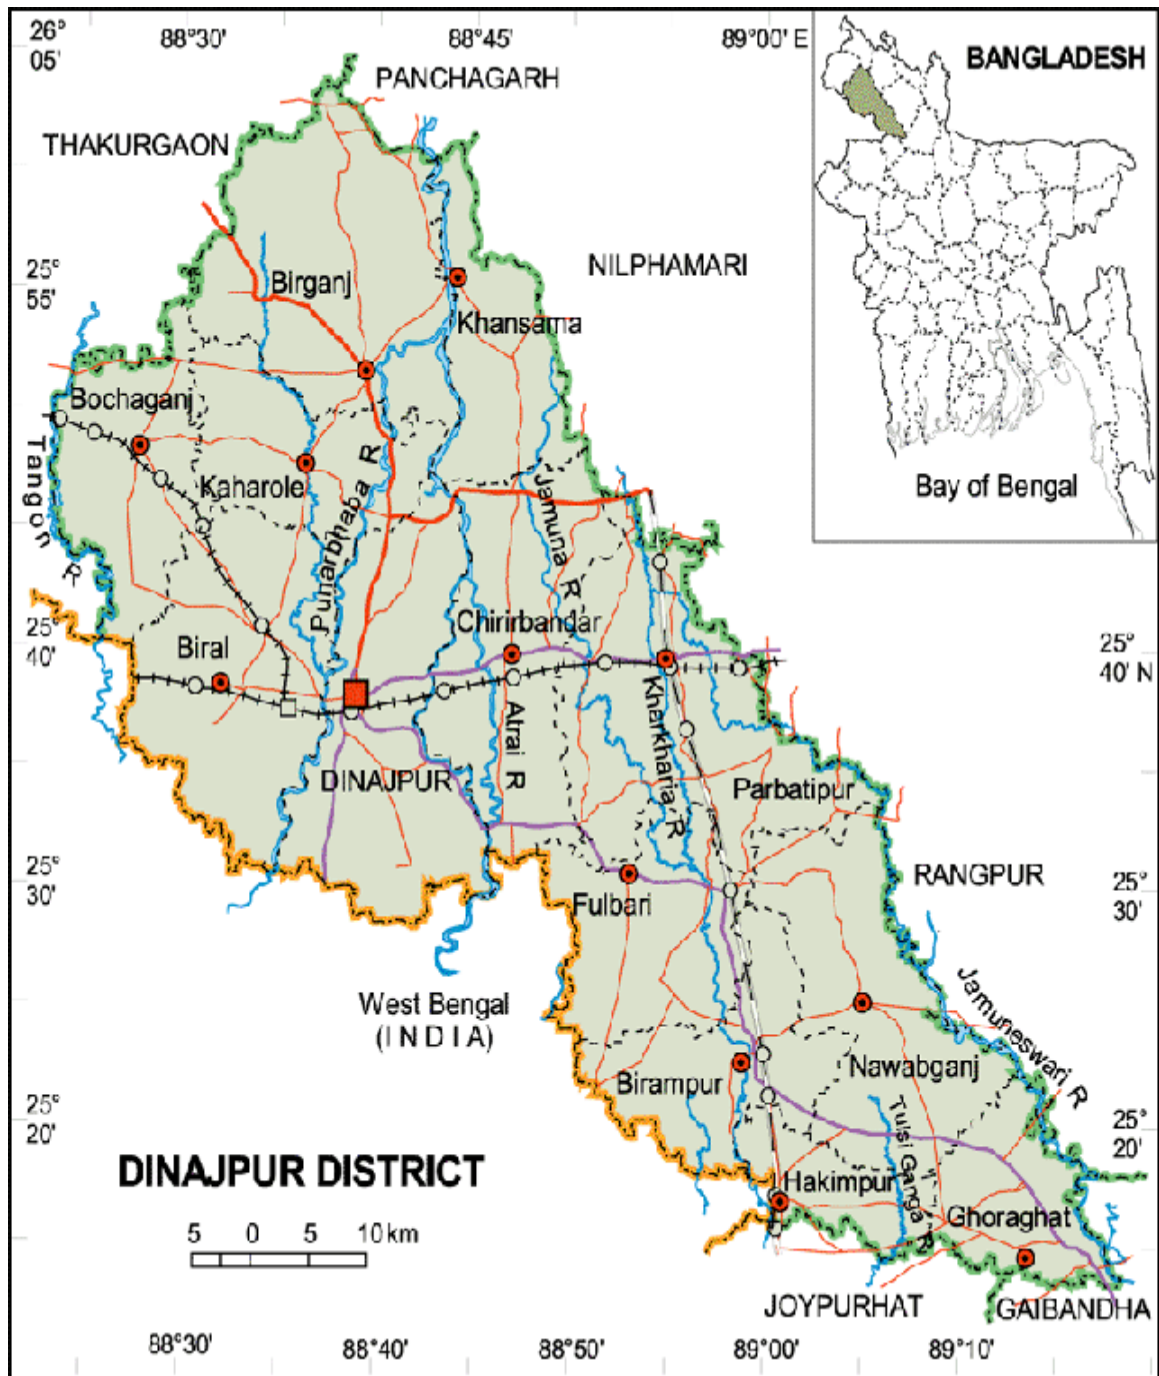 26°
05'
88°30'
88°45'
89°00' E
BANGLADESH
PANCHAGARH
THAKURGAON
NILPHAMARI
25°
55'
Birganj
Khansama
Bochaganj
Tangon R
Kaharole
Punarbhaba R
Jamuna R
Bay of Bengal
Chirirbandar
Biral
25°
40'
25°
40' N
Kharkharia R
Atrai R
DINAJPUR
Parbatipur
25°
30'
Fulbari
RANGPUR
25°
30'
West Bengal
(INDIA)
Jamuneswari R
Birampur
Nawabganj
25°
20'
Tulsi Ganga R
25°
20'
DINAJPUR DISTRICT
Hakimpur
Ghoraghat
5 0 5 10 km
JOYPURHAT
GAIBANDHA
88°30'
88°40'
88°50'
89°00'
89°10'